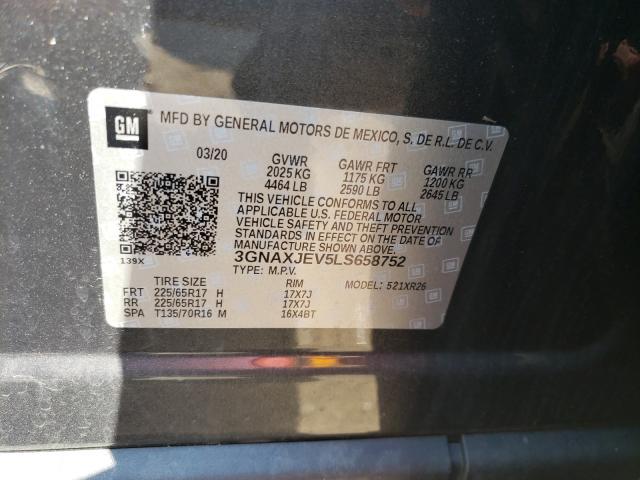 GM
MFD BY GENERAL MOTORS DE MEXICO, S. DE R.L. DE C.V.
03/20 GVWR GAWR FRT GAWR RR
2025 KG 1175 KG 1200 KG
4464 LB 2590 LB 2645 LB
THIS VEHICLE CONFORMS TO ALL
APPLICABLE U.S. FEDERAL MOTOR
VEHICLE SAFETY AND THEFT PREVENTION
STANDARDS IN EFFECT ON THE DATE OF
MANUFACTURE SHOWN ABOVE.
139X
3GNAXJEV5LS658752
TYPE: M.P.V. MODEL: 521XR26
TIRE SIZE RIM
FRT 225/65R17 H 17X7J
RR 225/65R17 H 17X7J
SPA T135/70R16 M 16X4BT